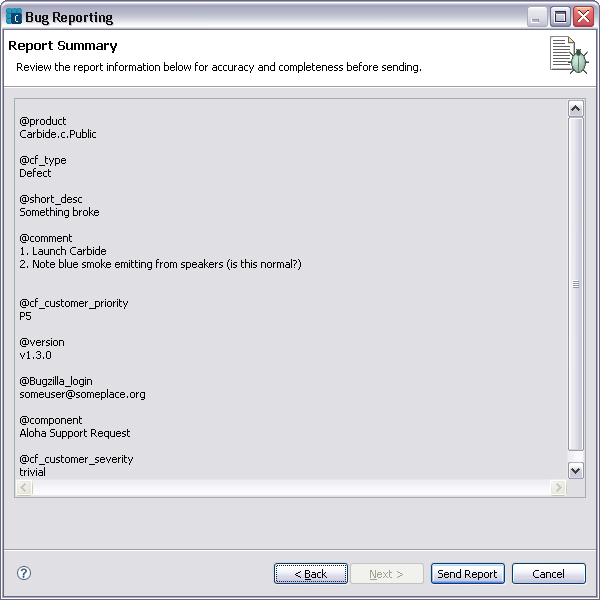 Bug Reporting
Report Summary
Review the report information below for accuracy and completeness before sending.
@product
Carbide.c.Public
@cf_type
Defect
@short_desc
Something broke
@comment
1. Launch Carbide
2. Note blue smoke emitting from speakers (is this normal?)
@cf_customer_priority
P5
@version
v1.3.0
@Bugzilla_login
someuser@someplace.org
@component
Aloha Support Request
@cf_customer_severity
trivial
? < Back Next > Send Report Cancel